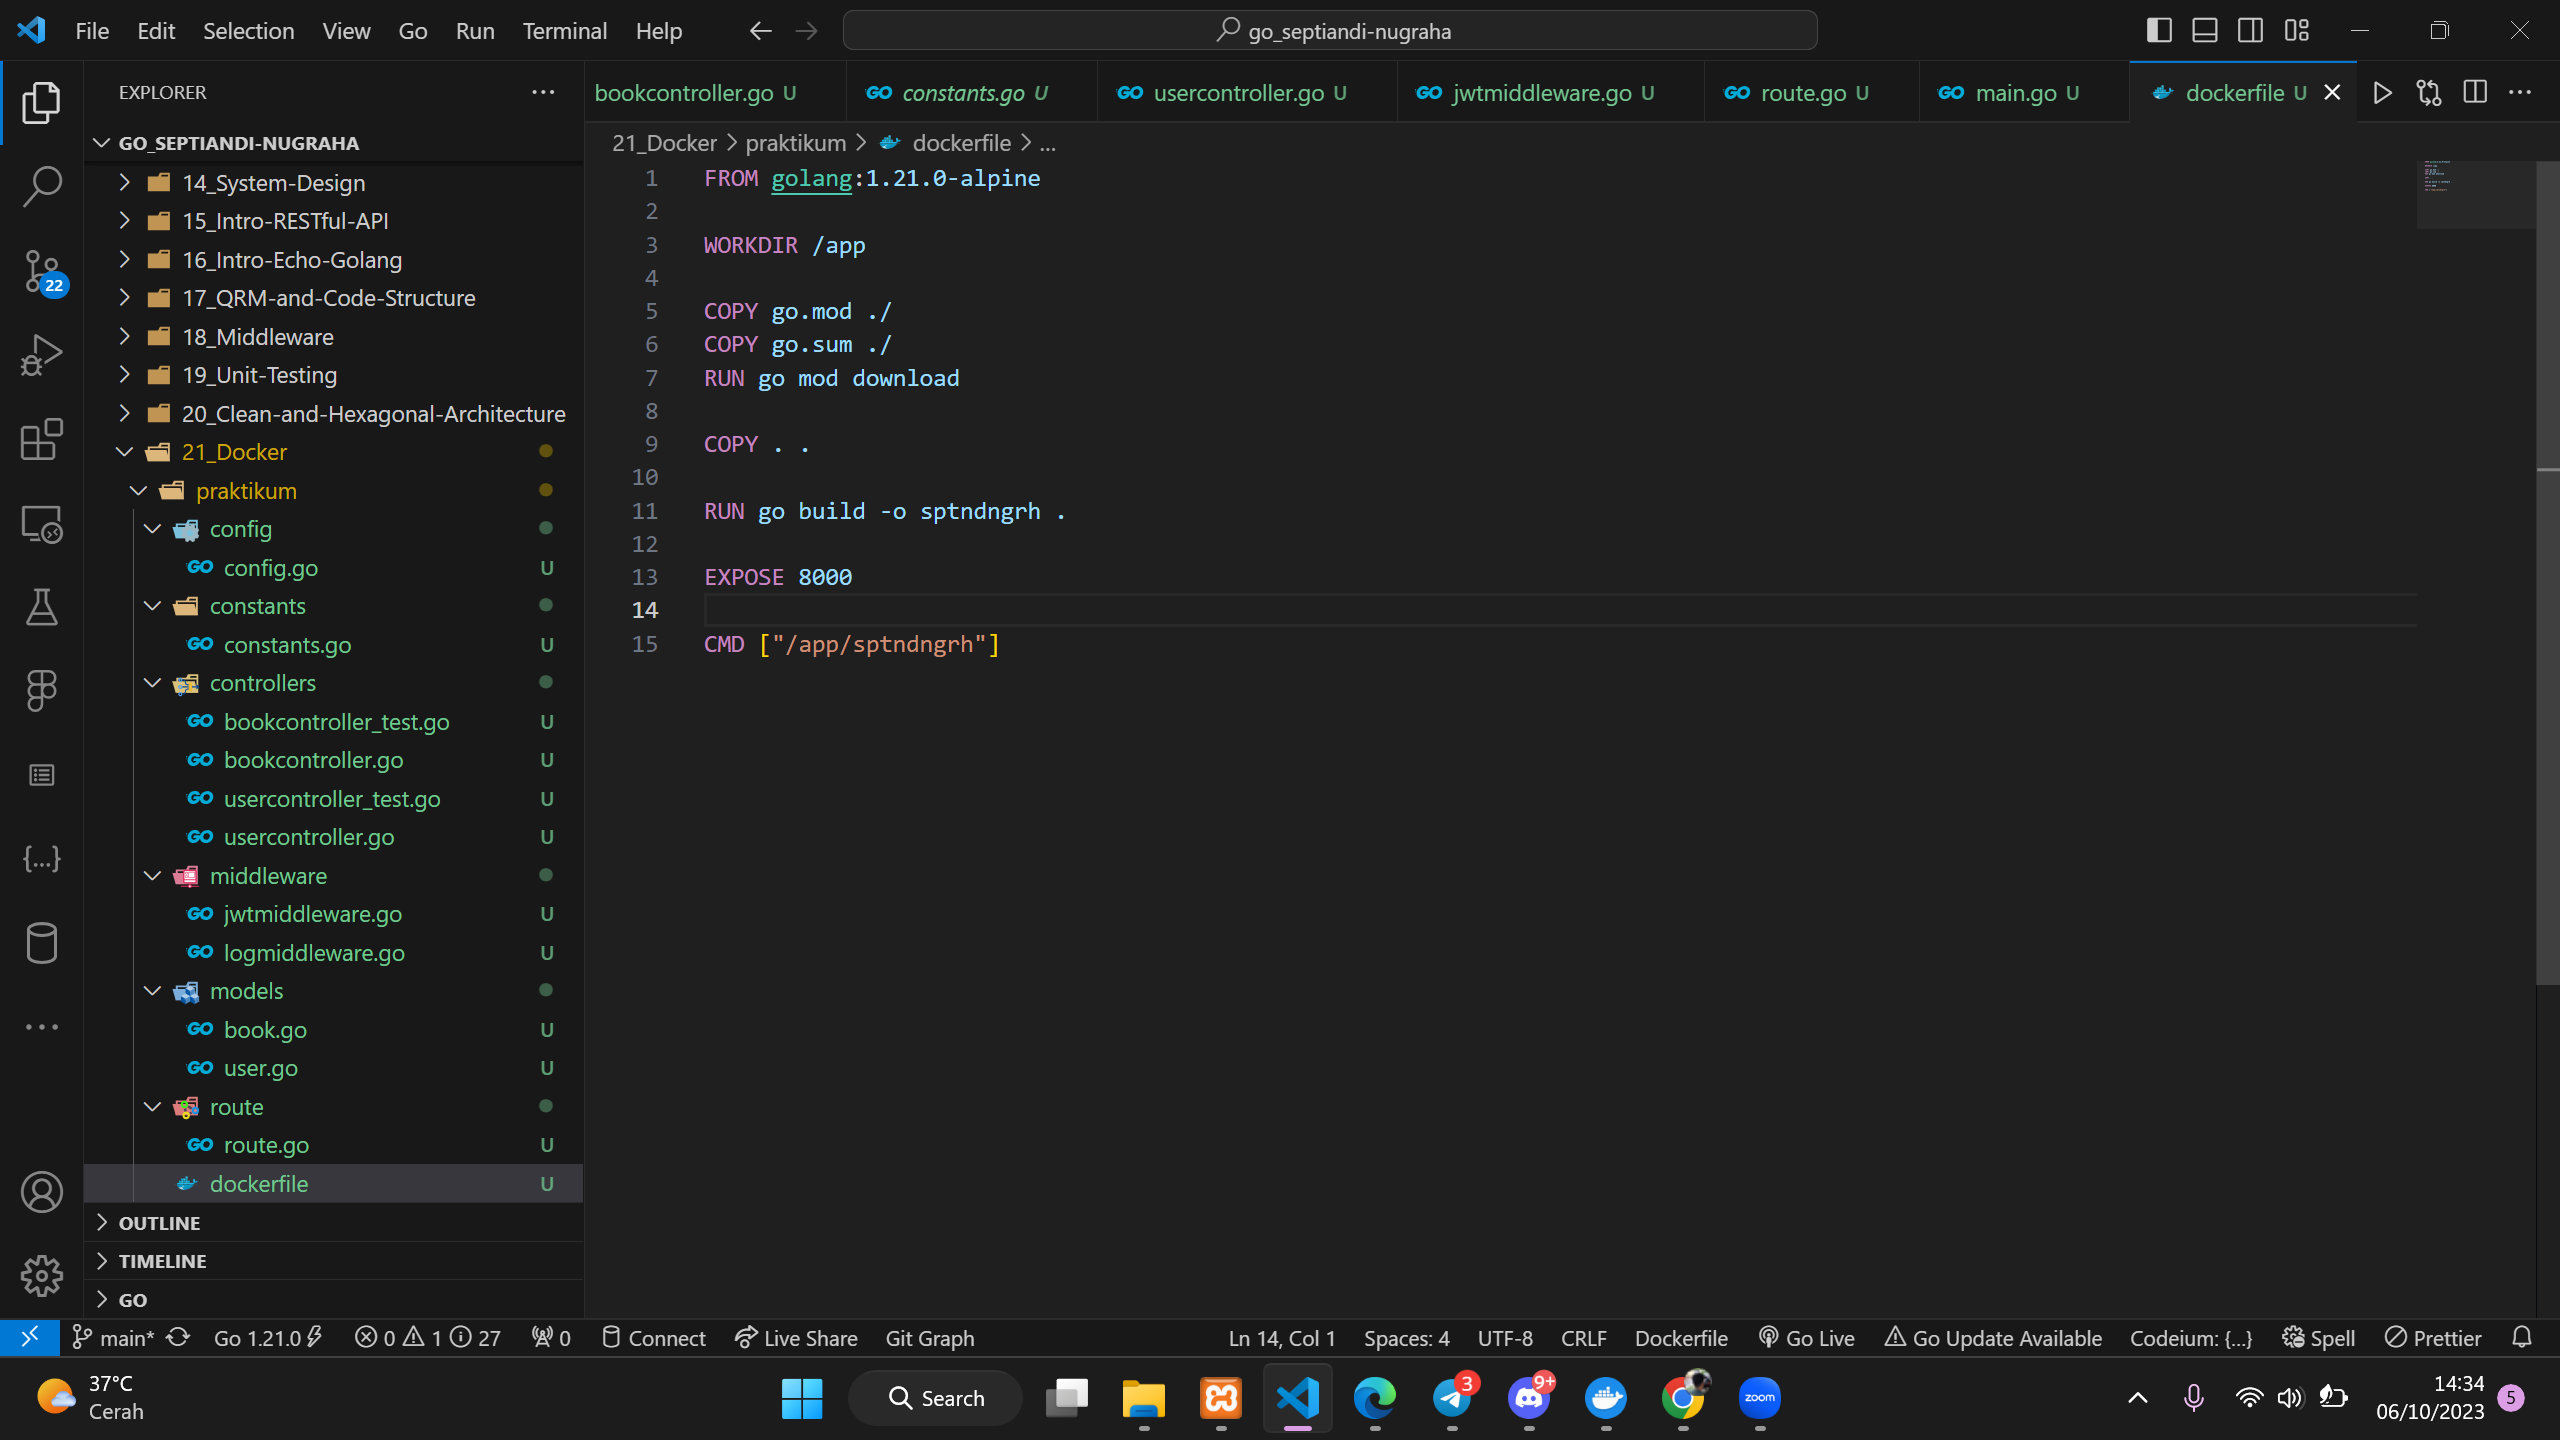 File Edit Selection View Go Run Terminal Help
go_septiandi-nugraha
EXPLORER
GO_SEPTIANDI-NUGRAHA
14_System-Design
15_Intro-RESTful-API
16_Intro-Echo-Golang
17_QRM-and-Code-Structure
18_Middleware
19_Unit-Testing
20_Clean-and-Hexagonal-Architecture
21_Docker
praktikum
config
config.go U
constants
constants.go U
controllers
bookcontroller_test.go U
bookcontroller.go U
usercontroller_test.go U
usercontroller.go U
middleware
jwtmiddleware.go U
logmiddleware.go U
models
book.go U
user.go U
route
route.go U
dockerfile U
OUTLINE
TIMELINE
GO
22
bookcontroller.go U
GO constants.go U
GO usercontroller.go U
GO jwtmiddleware.go U
GO route.go U
GO main.go U
dockerfile U
21_Docker > praktikum > dockerfile > ...
1 FROM golang:1.21.0-alpine
2
3 WORKDIR /app
4
5 COPY go.mod ./
6 COPY go.sum ./
7 RUN go mod download
8
9 COPY . .
10
11 RUN go build -o sptndngrh .
12
13 EXPOSE 8000
14
15 CMD ["/app/sptndngrh"]
main* Go 1.21.0 0 1 27 0 Connect Live Share Git Graph
Ln 14, Col 1 Spaces: 4 UTF-8 CRLF Dockerfile Go Live Go Update Available Codeium: {...} Spell Prettier
37°C
Cerah
Search
3
9+
zoom
14:34
06/10/2023
5